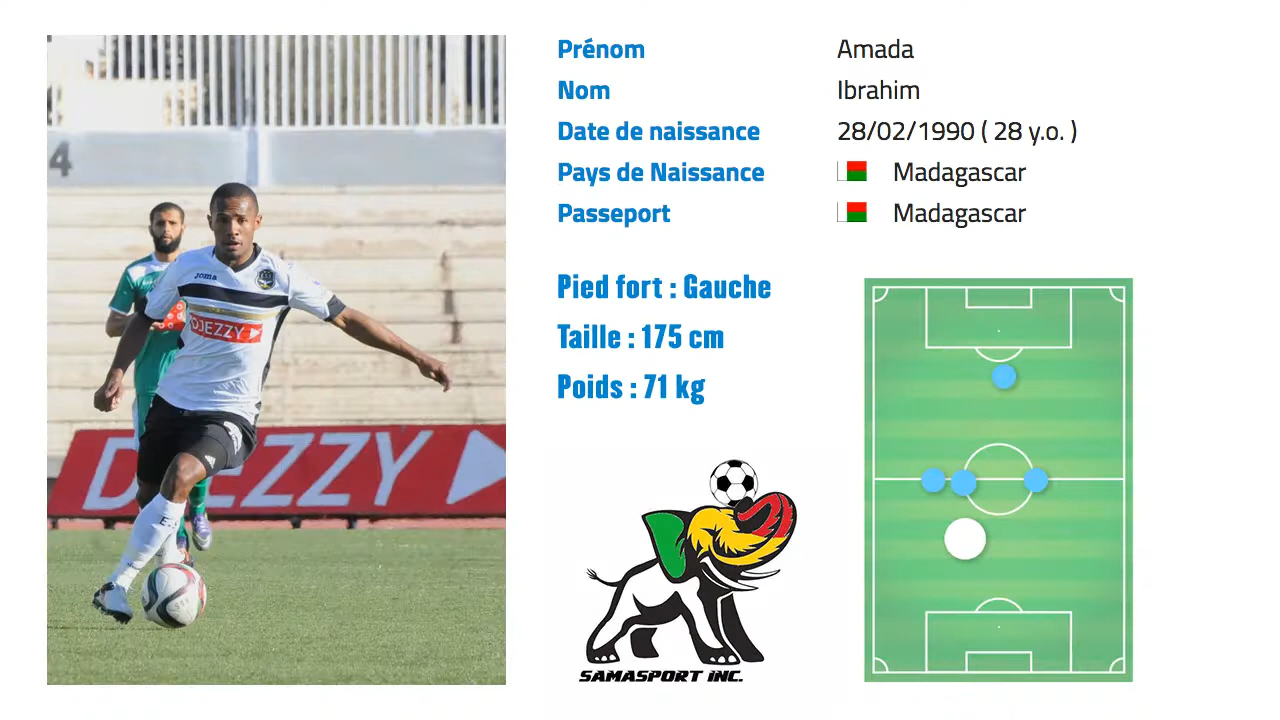 4
joma
DJEZZY
DJEZZY
Prénom Amada
Nom Ibrahim
Date de naissance 28/02/1990 ( 28 y.o. )
Pays de Naissance Madagascar
Passeport Madagascar
Pied fort : Gauche
Taille : 175 cm
Poids : 71 kg
SAMASPORT INC.